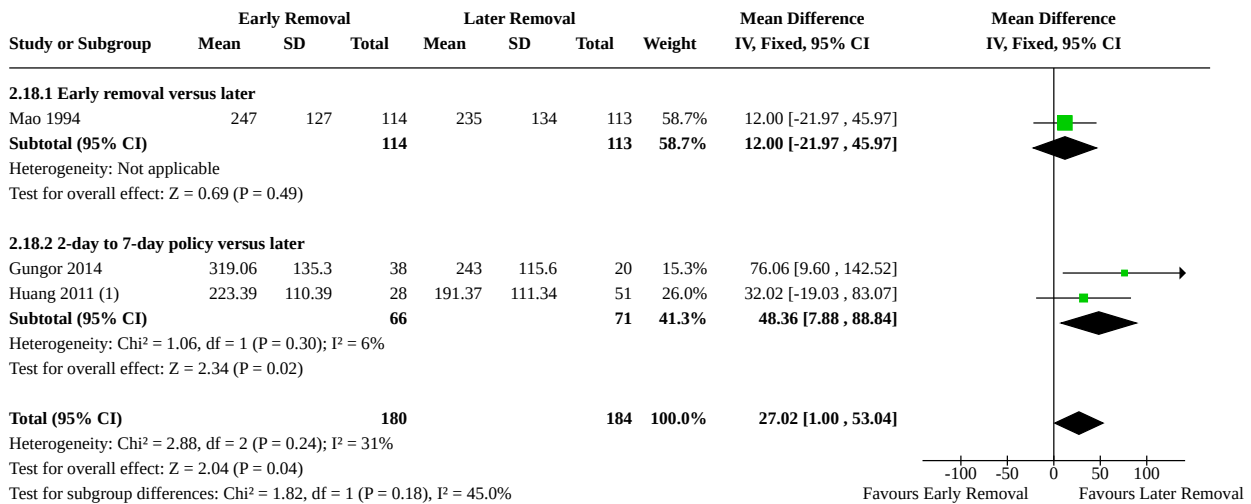 Early Removal Later Removal Mean Difference Mean Difference
Study or Subgroup Mean SD Total Mean SD Total Weight IV, Fixed, 95% CI IV, Fixed, 95% CI
2.18.1 Early removal versus later
Mao 1994 247 127 114 235 134 113 58.7% 12.00 [-21.97 , 45.97]
Subtotal (95% CI) 114 113 58.7% 12.00 [-21.97 , 45.97]
Heterogeneity: Not applicable
Test for overall effect: Z = 0.69 (P = 0.49)
2.18.2 2-day to 7-day policy versus later
Gungor 2014 319.06 135.3 38 243 115.6 20 15.3% 76.06 [9.60 , 142.52]
Huang 2011 (1) 223.39 110.39 28 191.37 111.34 51 26.0% 32.02 [-19.03 , 83.07]
Subtotal (95% CI) 66 71 41.3% 48.36 [7.88 , 88.84]
Heterogeneity: Chi² = 1.06, df = 1 (P = 0.30); I² = 6%
Test for overall effect: Z = 2.34 (P = 0.02)
Total (95% CI) 180 184 100.0% 27.02 [1.00 , 53.04]
Heterogeneity: Chi² = 2.88, df = 2 (P = 0.24); I² = 31%
Test for overall effect: Z = 2.04 (P = 0.04)
-100 -50 0 50 100
Test for subgroup differences: Chi² = 1.82, df = 1 (P = 0.18), I² = 45.0% Favours Early Removal Favours Later Removal